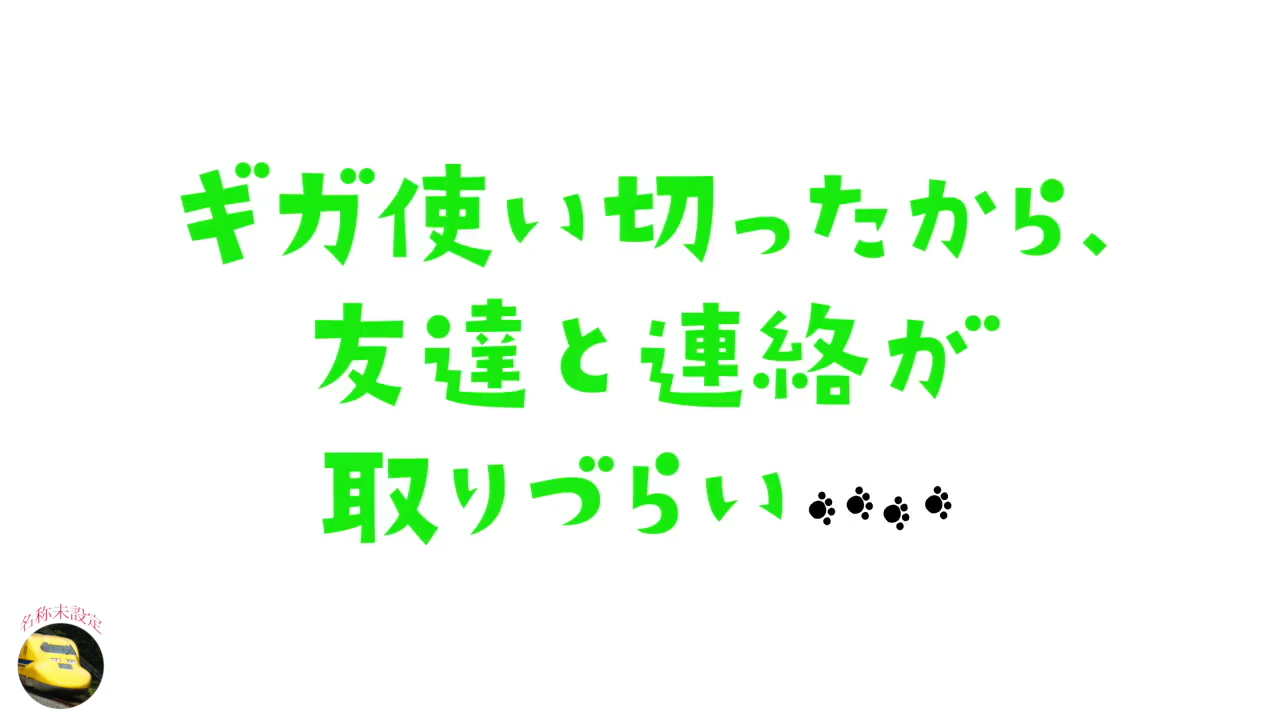 ギガ使い切ったから、
友達と連絡が
取りづらい
名称未設定